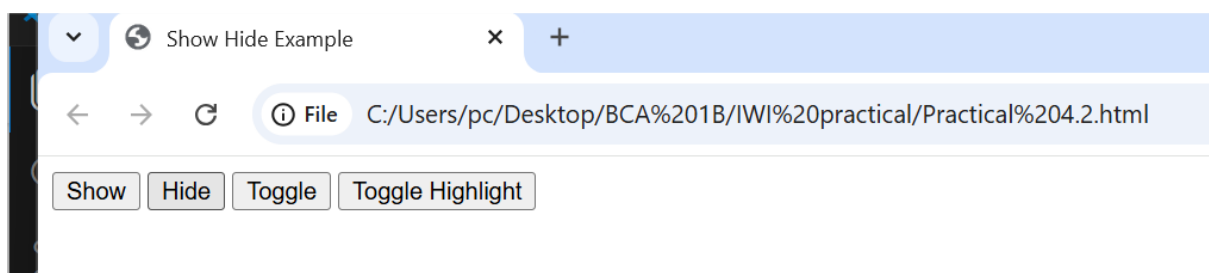 Show Hide Example
File C:/Users/pc/Desktop/BCA%201B/IWI%20practical/Practical%204.2.html
Show Hide Toggle Toggle Highlight